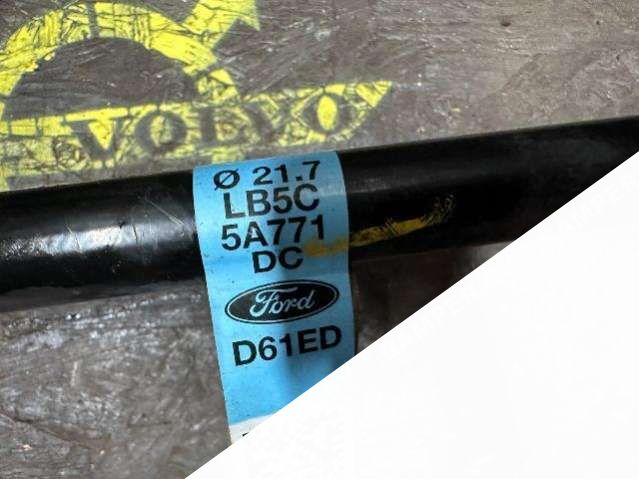 VOLVO
Ø 21.7
LB5C
5A771
DC
Ford
D61ED